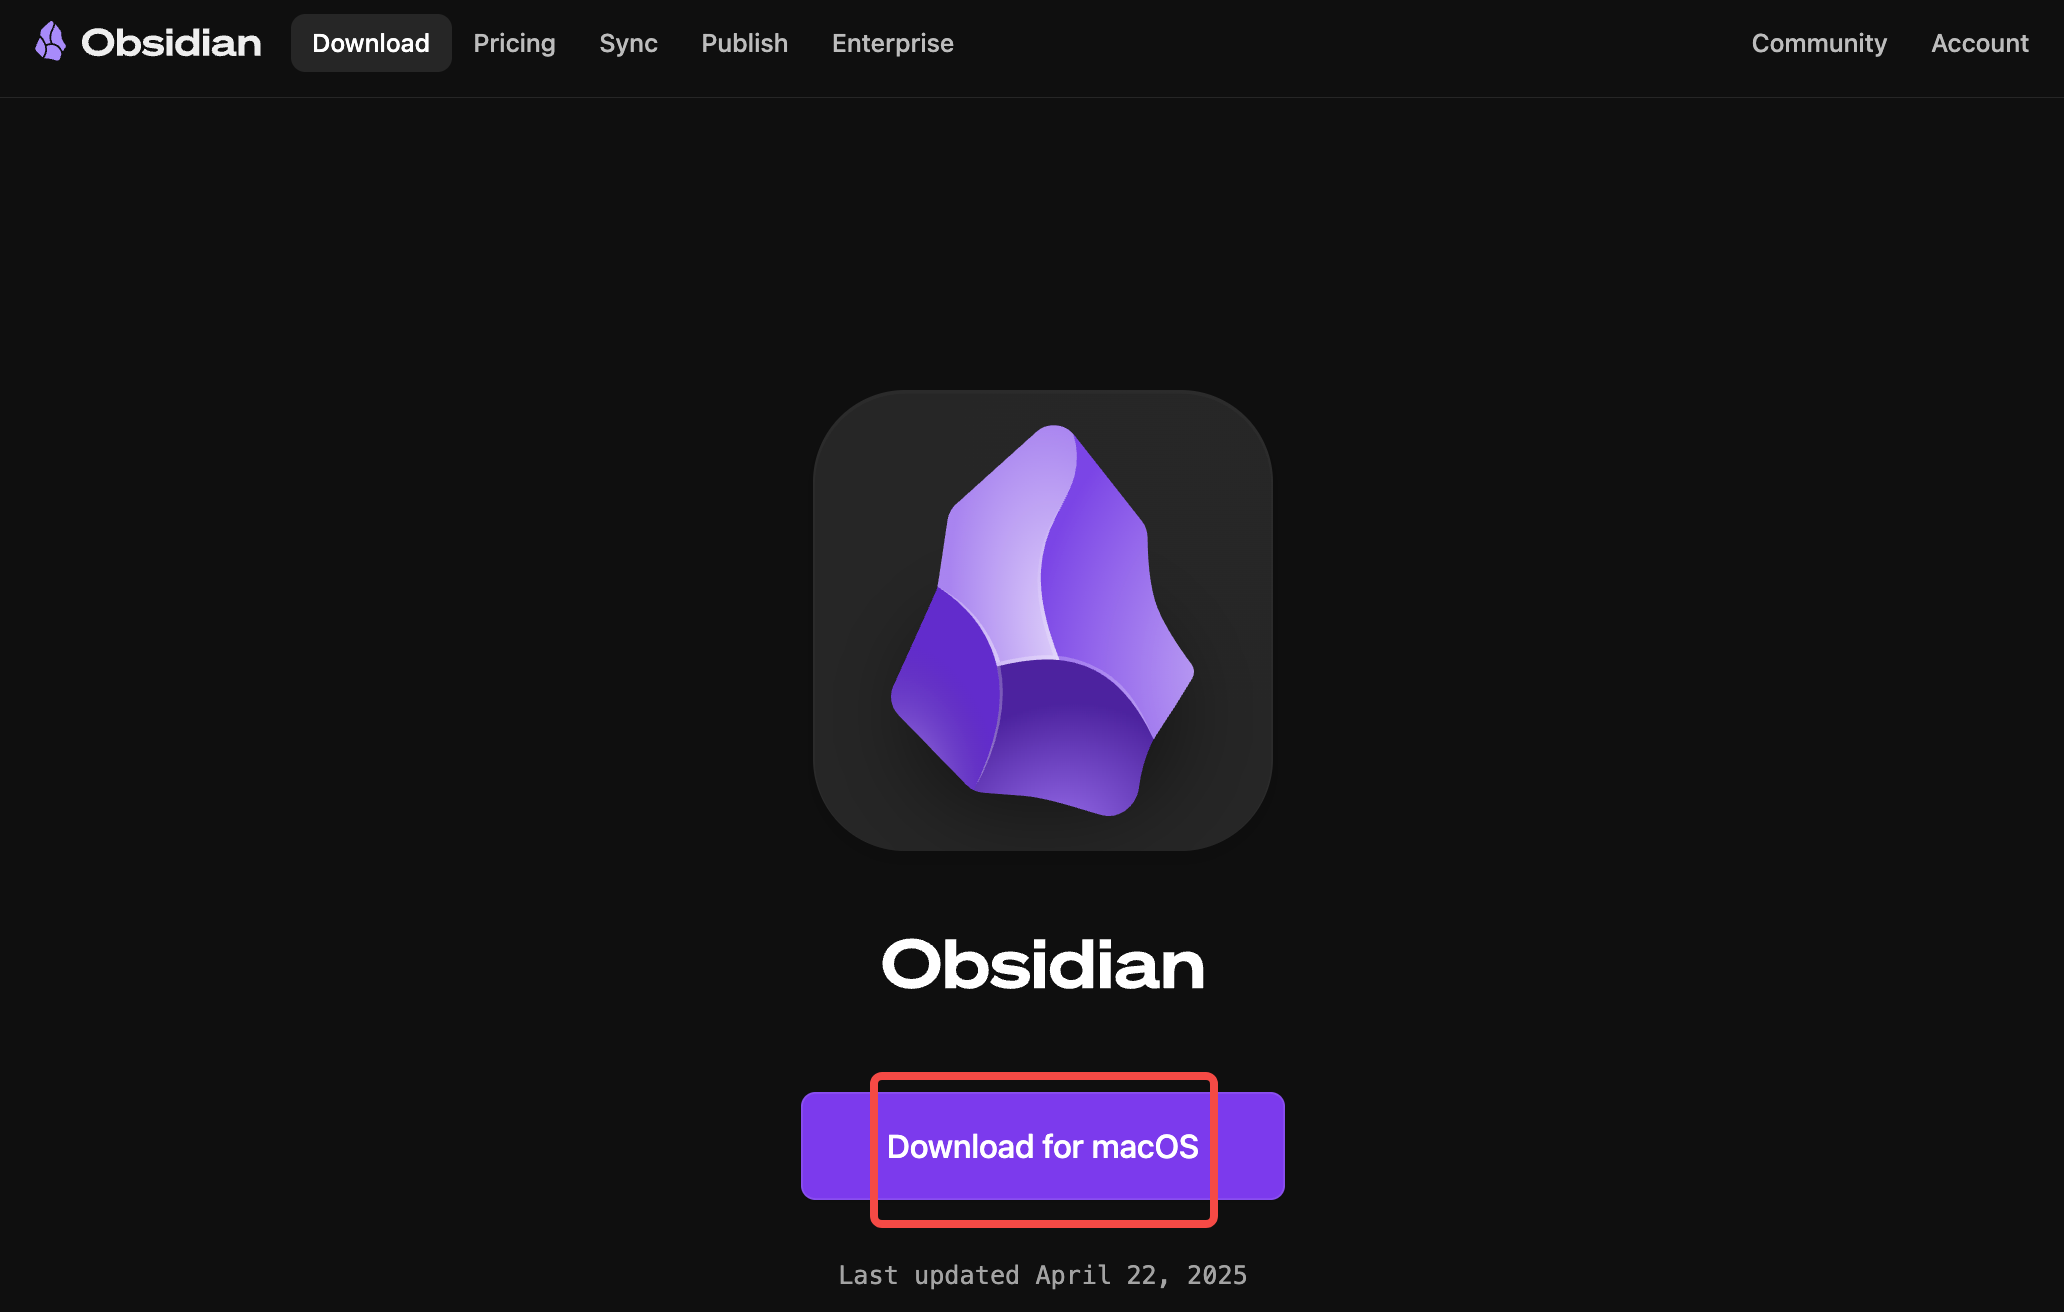 Obsidian Download Pricing Sync Publish Enterprise Community Account
Obsidian
Download for macOS
Last updated April 22, 2025